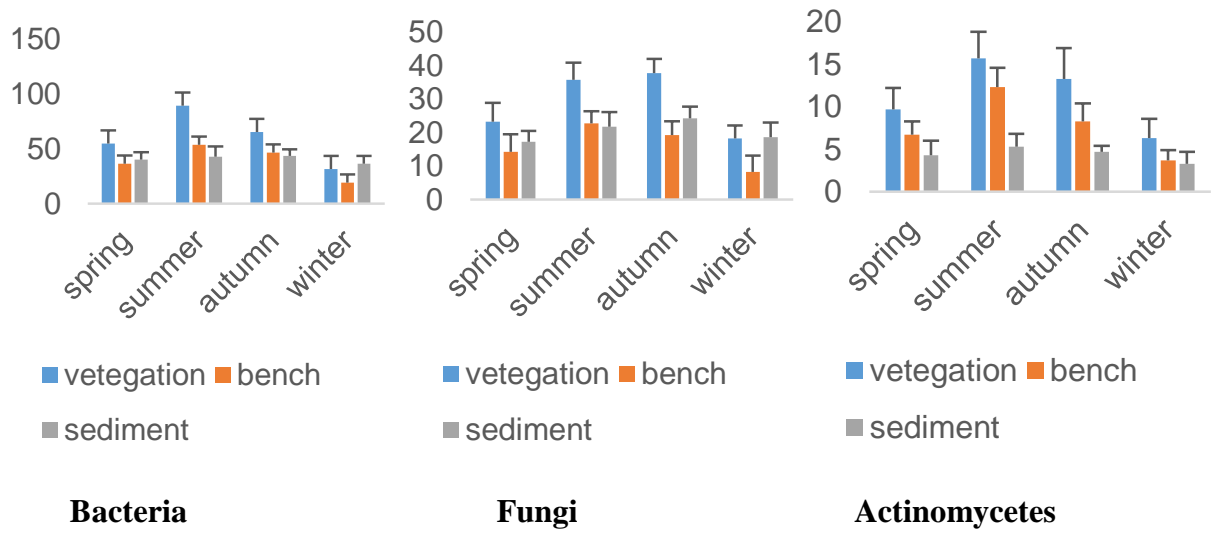 150
100
50
0
spring
summer
autumn
winter
vetegation bench
sediment
Bacteria
50
40
30
20
10
0
spring
summer
autumn
winter
vetegation bench
sediment
Fungi
20
15
10
5
0
spring
summer
autumn
winter
vetegation bench
sediment
Actinomycetes